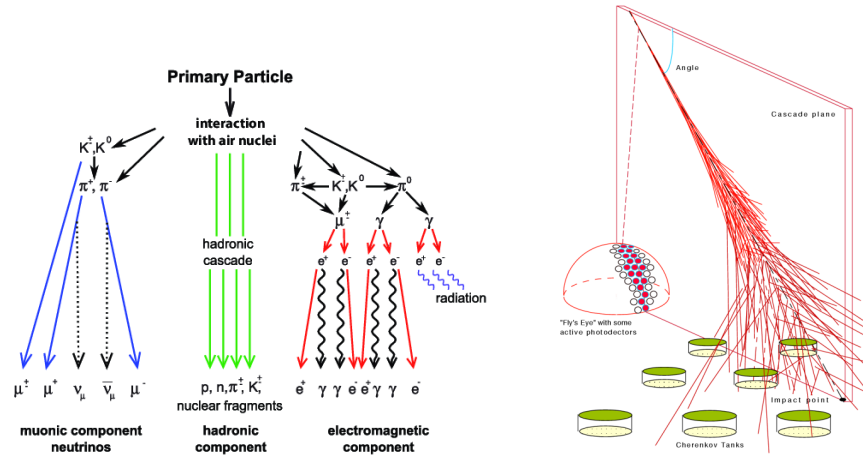 Primary Particle
interaction
with air nuclei
K±,K⁰
π⁺, π⁻
π± K±,K⁰ π⁰
μ± γ γ
hadronic
cascade
e⁺ e⁻ e⁺ e⁻ e⁺ e⁻
radiation
μ± μ⁺ νμ ν̄μ μ⁻
p, n,π±, K±,
nuclear fragments
e⁺ γ γ e⁻ e⁺ γ γ e⁻
muonic component
neutrinos
hadronic
component
electromagnetic
component
Angle
Cascade plane
"Fly's Eye" with some
active photodectors
Impact point
Cherenkov Tanks